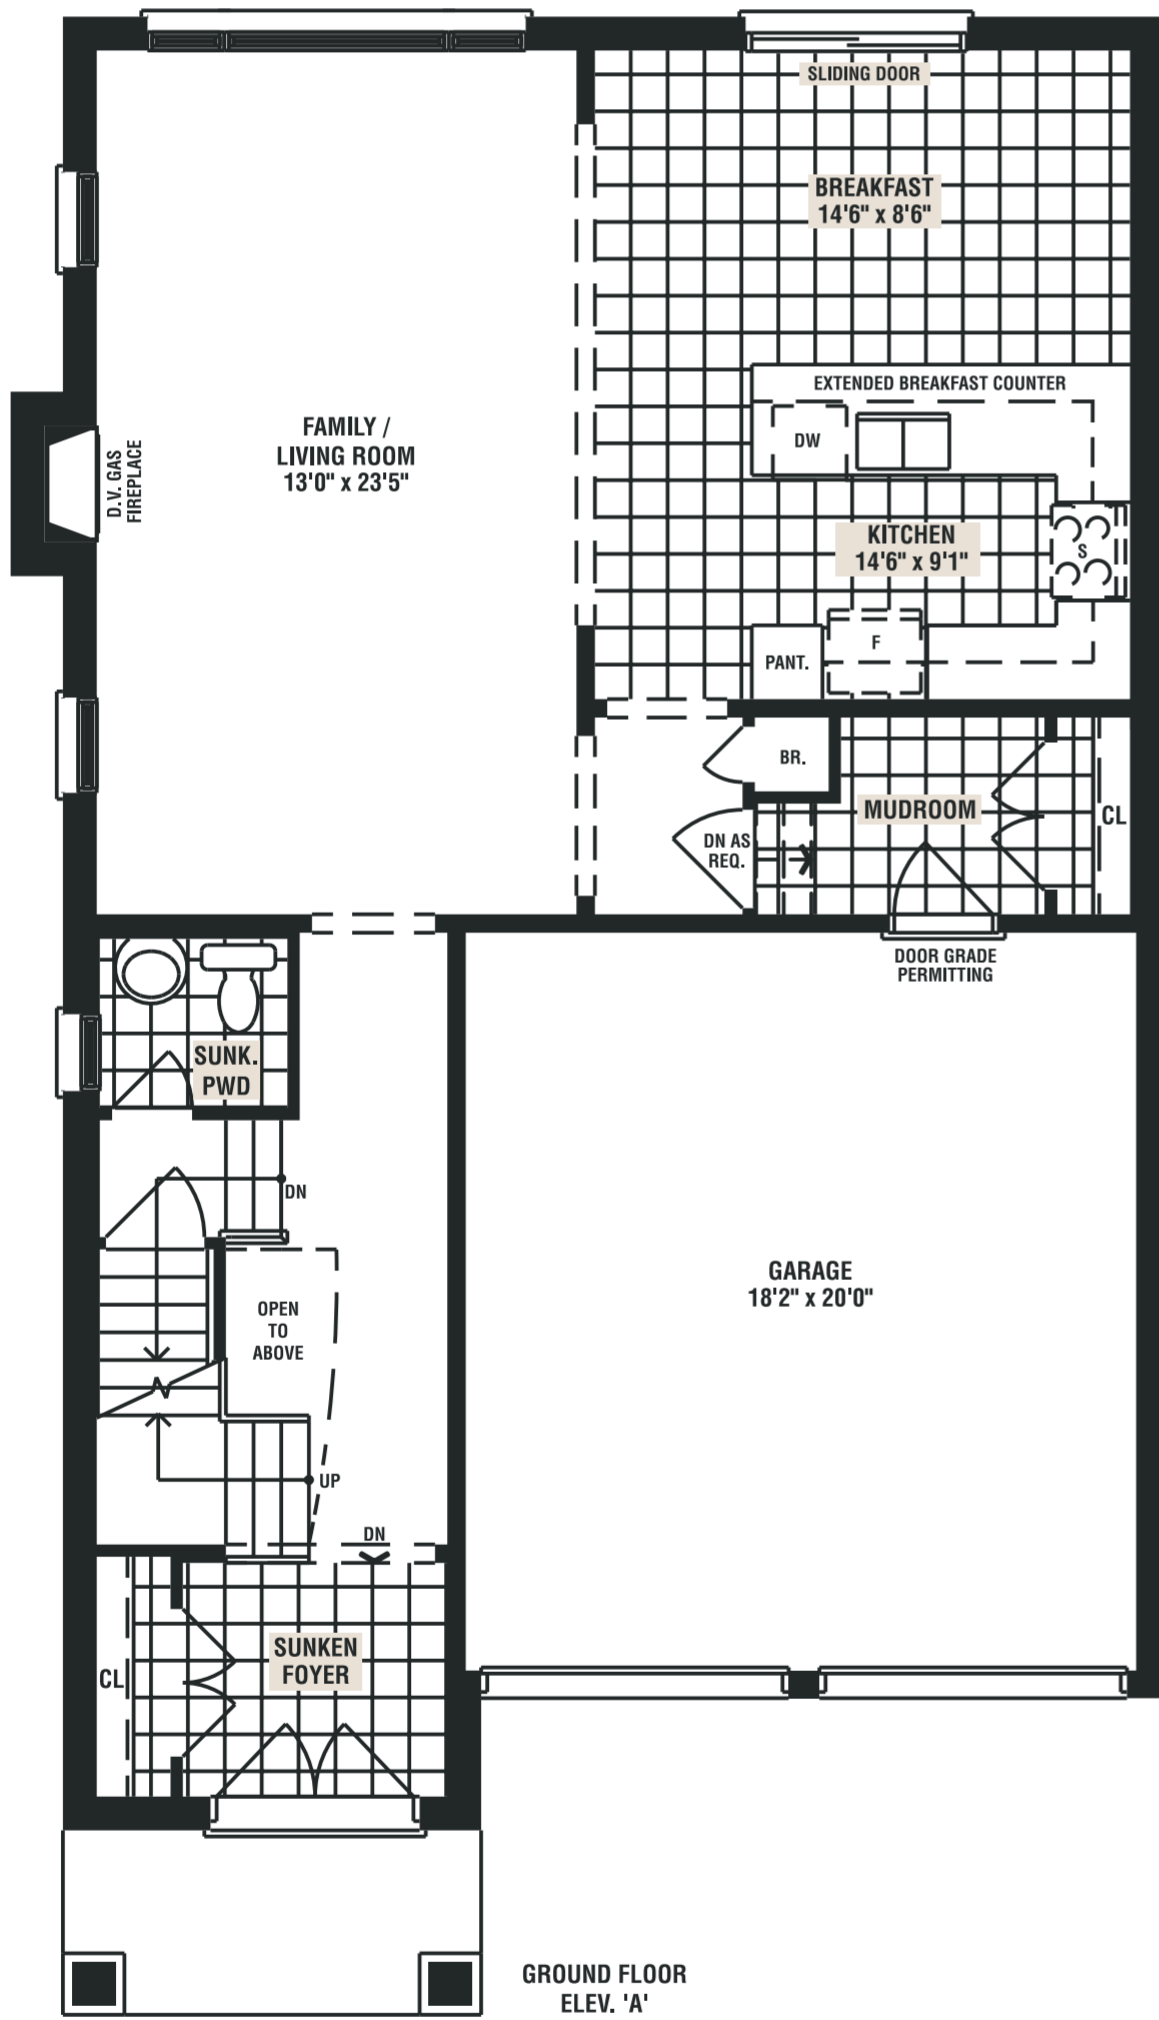 SLIDING DOOR
BREAKFAST
14'6" x 8'6"
EXTENDED BREAKFAST COUNTER
DW
FAMILY /
LIVING ROOM
13'0" x 23'5"
D.V. GAS
FIREPLACE
KITCHEN
14'6" x 9'1"
S
F
PANT.
BR.
MUDROOM
CL
DN AS
REQ.
DOOR GRADE
PERMITTING
SUNK.
PWD
DN
OPEN
TO
ABOVE
GARAGE
18'2" x 20'0"
UP
DN
SUNKEN
FOYER
CL
GROUND FLOOR
ELEV. 'A'